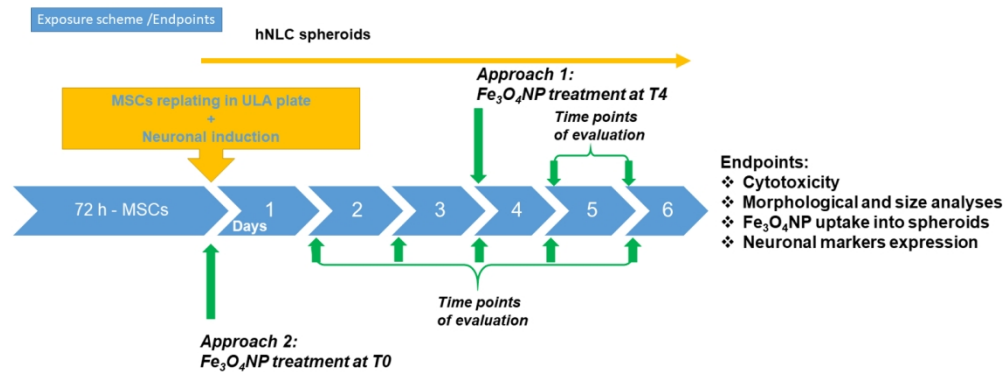 Exposure scheme /Endpoints
hNLC spheroids
Approach 1:
Fe₃O₄NP treatment at T4
MSCs replating in ULA plate
+
Neuronal induction
Time points
of evaluation
72 h - MSCs
1
2
3
4
5
6
Days
Endpoints:
❖ Cytotoxicity
❖ Morphological and size analyses
❖ Fe₃O₄NP uptake into spheroids
❖ Neuronal markers expression
Time points
of evaluation
Approach 2:
Fe₃O₄NP treatment at T0